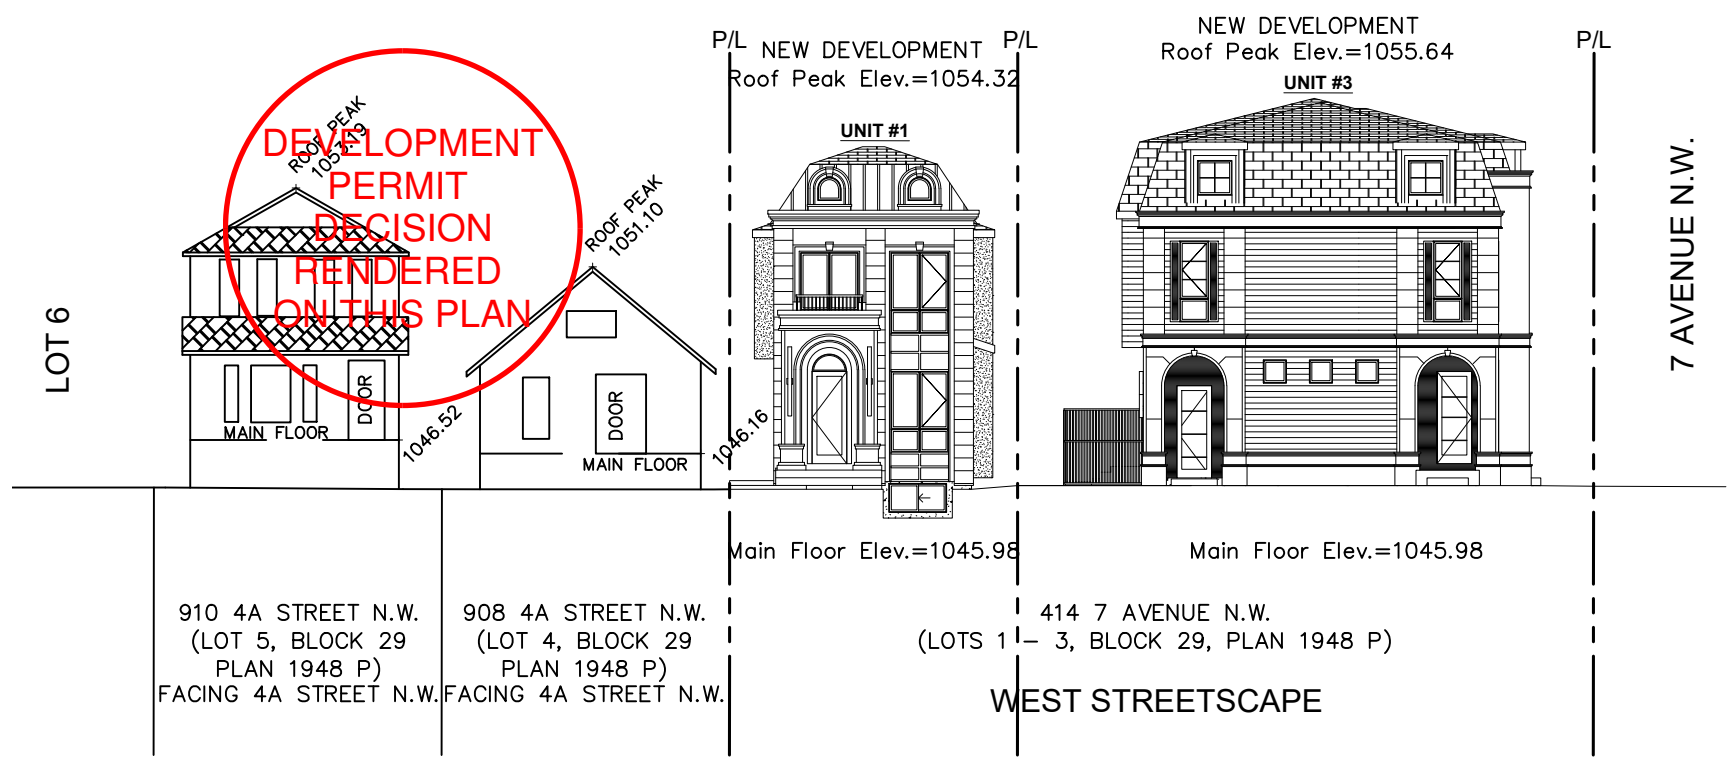 P/L
NEW DEVELOPMENT
Roof Peak Elev.=1054.32
P/L
NEW DEVELOPMENT
Roof Peak Elev.=1055.64
P/L
UNIT #3
UNIT #1
ROOF PEAK
1053.19
DEVELOPMENT
PERMIT
DECISION
RENDERED
ON THIS PLAN
ROOF PEAK
1051.10
LOT 6
7 AVENUE N.W.
DOOR
MAIN FLOOR
1046.52
DOOR
MAIN FLOOR
1046.16
Main Floor Elev.=1045.98
Main Floor Elev.=1045.98
910 4A STREET N.W.
(LOT 5, BLOCK 29
PLAN 1948 P)
FACING 4A STREET N.W.
908 4A STREET N.W.
(LOT 4, BLOCK 29
PLAN 1948 P)
FACING 4A STREET N.W.
414 7 AVENUE N.W.
(LOTS 1 - 3, BLOCK 29, PLAN 1948 P)
WEST STREETSCAPE